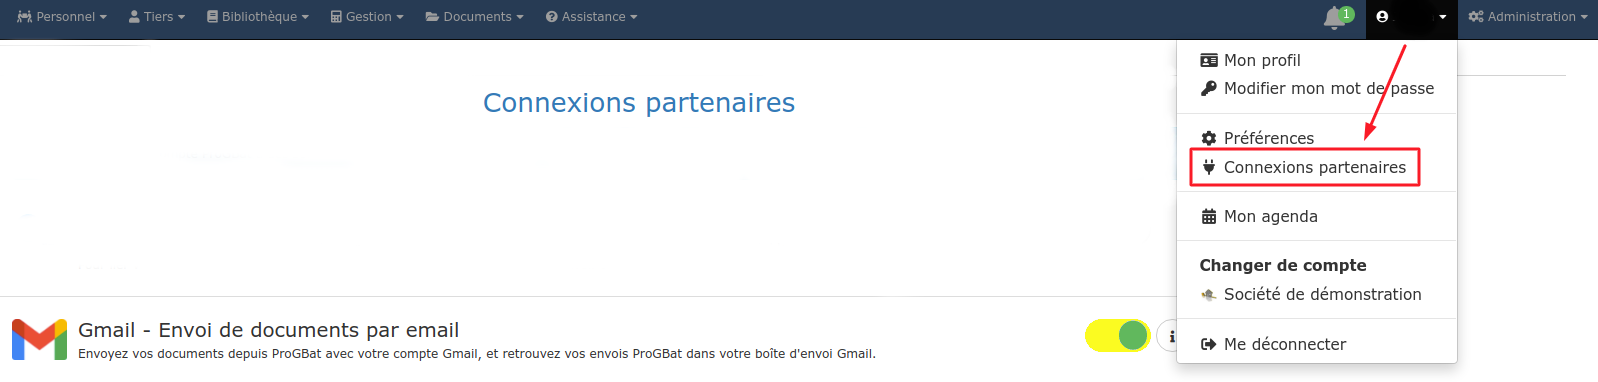 Personnel Tiers Bibliothèque Gestion Documents Assistance 1 Administration
Mon profil
Modifier mon mot de passe
Connexions partenaires
Préférences
Connexions partenaires
Mon agenda
Changer de compte
Société de démonstration
Gmail - Envoi de documents par email
Envoyez vos documents depuis ProGBat avec votre compte Gmail, et retrouvez vos envois ProGBat dans votre boîte d'envoi Gmail.
Me déconnecter